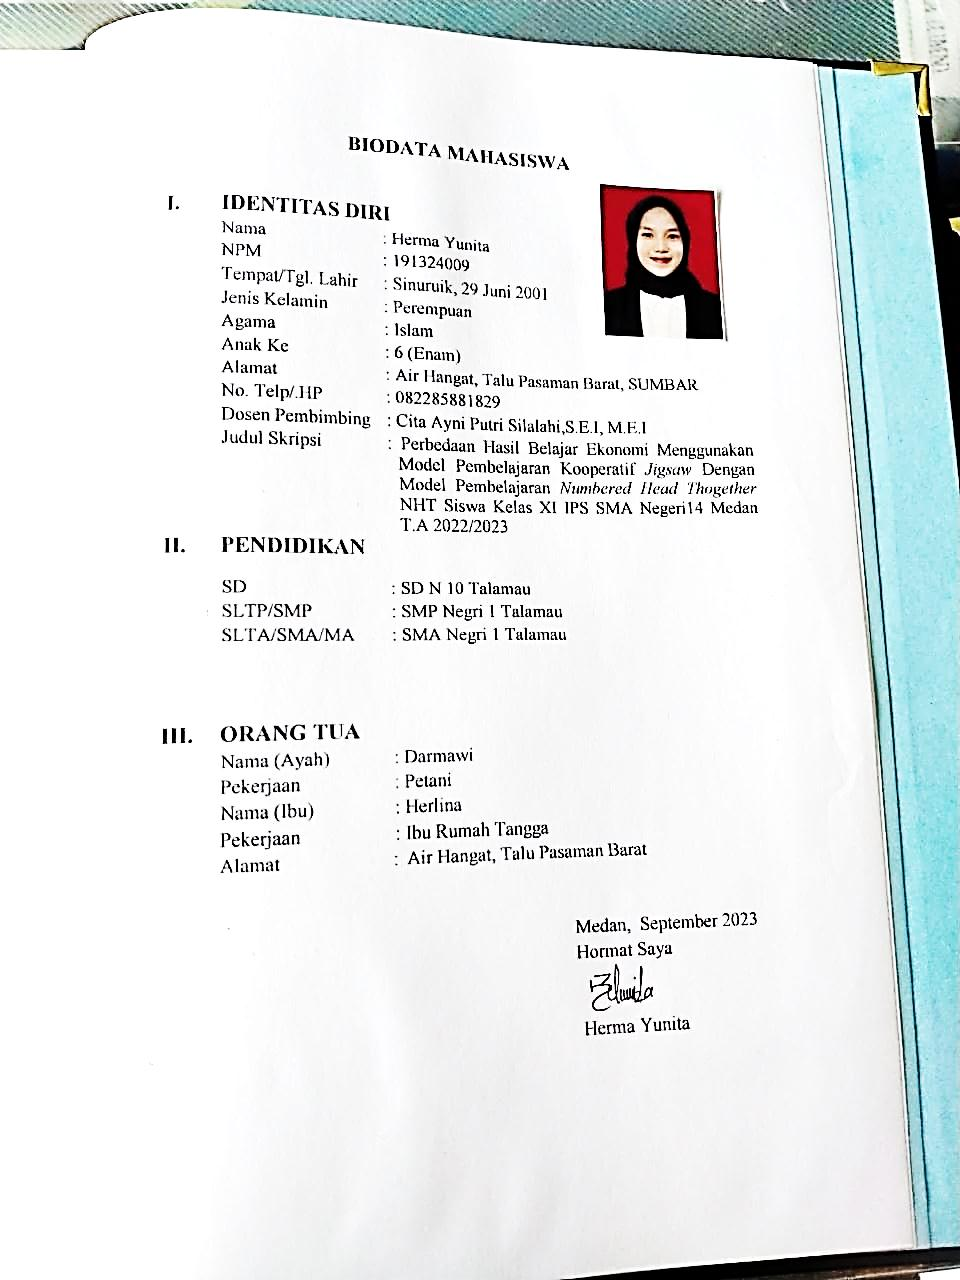 BIODATA MAHASISWA
I. IDENTITAS DIRI
Nama : Herma Yunita
NPM : 191324009
Tempat/Tgl. Lahir : Sinuruik, 29 Juni 2001
Jenis Kelamin : Perempuan
Agama : Islam
Anak Ke : 6 (Enam)
Alamat : Air Hangat, Talu Pasaman Barat, SUMBAR
No. Telp/.HP : 082285881829
Dosen Pembimbing : Cita Ayni Putri Silalahi,S.E.I, M.E.I
Judul Skripsi : Perbedaan Hasil Belajar Ekonomi Menggunakan
Model Pembelajaran Kooperatif Jigsaw Dengan
Model Pembelajaran Numbered Head Thogether
NHT Siswa Kelas XI IPS SMA Negeri14 Medan
T.A 2022/2023
II. PENDIDIKAN
SD : SD N 10 Talamau
SLTP/SMP : SMP Negri 1 Talamau
SLTA/SMA/MA : SMA Negri 1 Talamau
III. ORANG TUA
Nama (Ayah) : Darmawi
Pekerjaan : Petani
Nama (Ibu) : Herlina
Pekerjaan : Ibu Rumah Tangga
Alamat : Air Hangat, Talu Pasaman Barat
Medan, September 2023
Hormat Saya
Herma Yunita